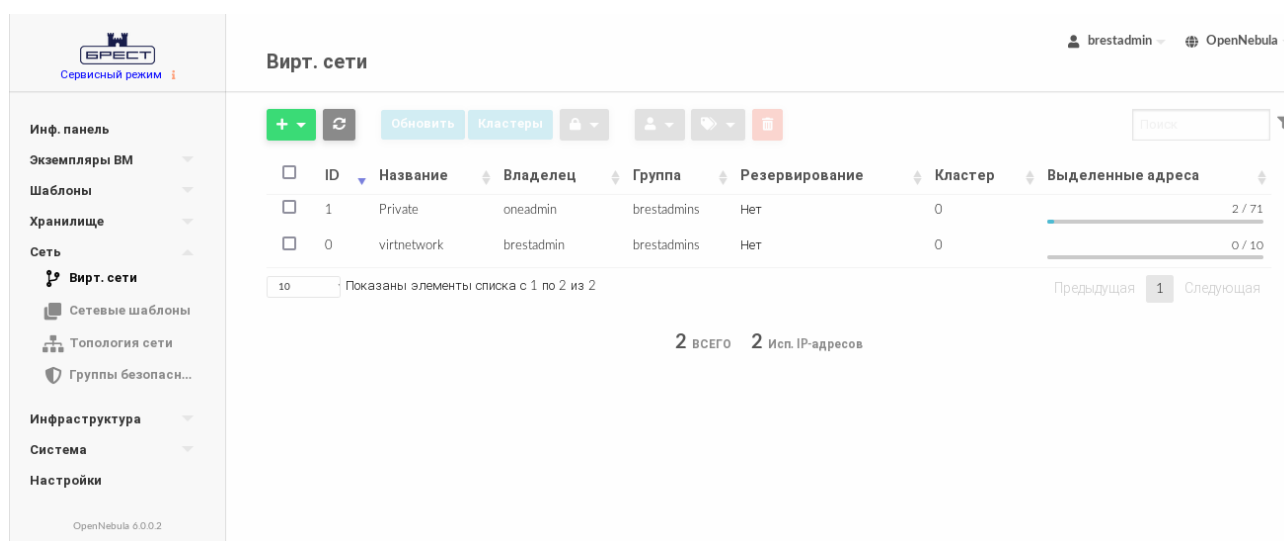 БРЕСТ
Сервисный режим i
brestadmin
OpenNebula
Вирт. сети
Обновить
Кластеры
Поиск
Инф. панель
Экземпляры ВМ
Шаблоны
Хранилище
Сеть
Вирт. сети
Сетевые шаблоны
Топология сети
Группы безопасн...
Инфраструктура
Система
Настройки
OpenNebula 6.0.0.2
ID Название Владелец Группа Резервирование Кластер Выделенные адреса
1 Private oneadmin brestadmins Нет 0 2 / 71
0 virtnetwork brestadmin brestadmins Нет 0 0 / 10
10 Показаны элементы списка с 1 по 2 из 2 Предыдущая 1 Следующая
2 ВСЕГО 2 Исп. IP-адресов